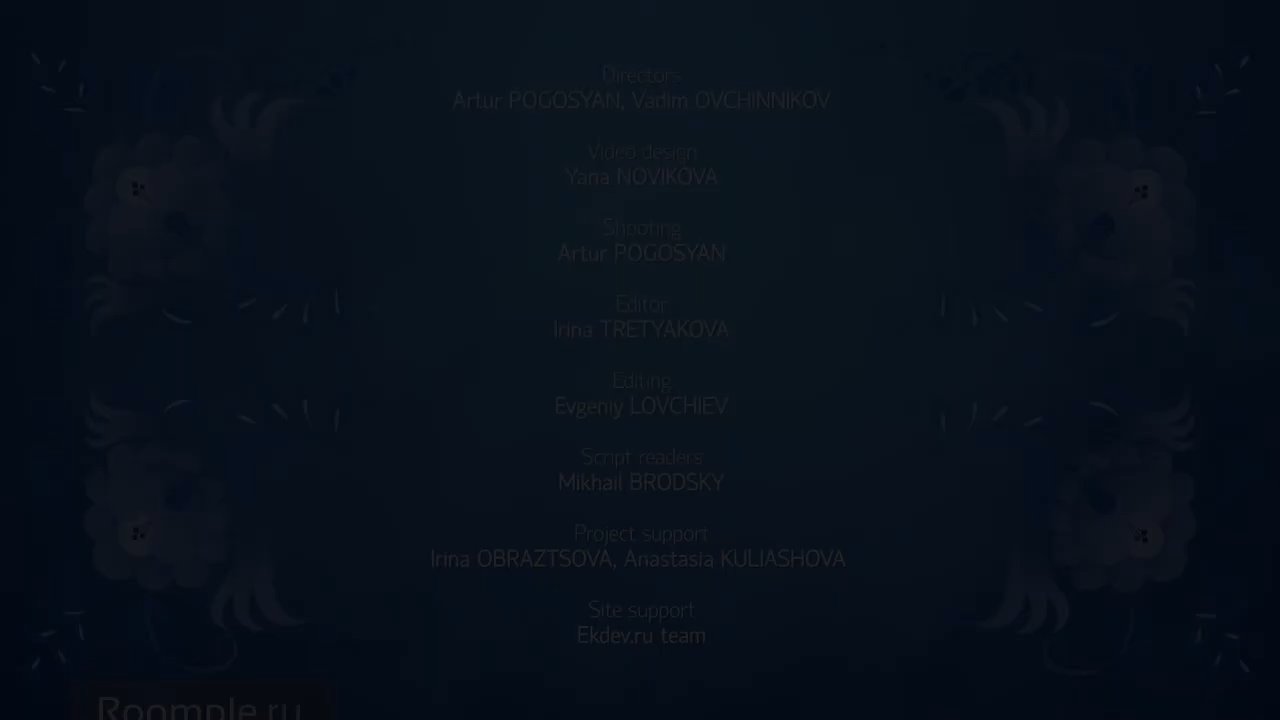 Directors
Artur POGOSYAN, Vadim OVCHINNIKOV
Video design
Yana NOVIKOVA
Shooting
Artur POGOSYAN
Editor
Irina TRETYAKOVA
Editing
Evgeniy LOVCHIEV
Script readers
Mikhail BRODSKY
Project support
Irina OBRAZTSOVA, Anastasia KULIASHOVA
Site support
Ekdev.ru team
Roomple.ru